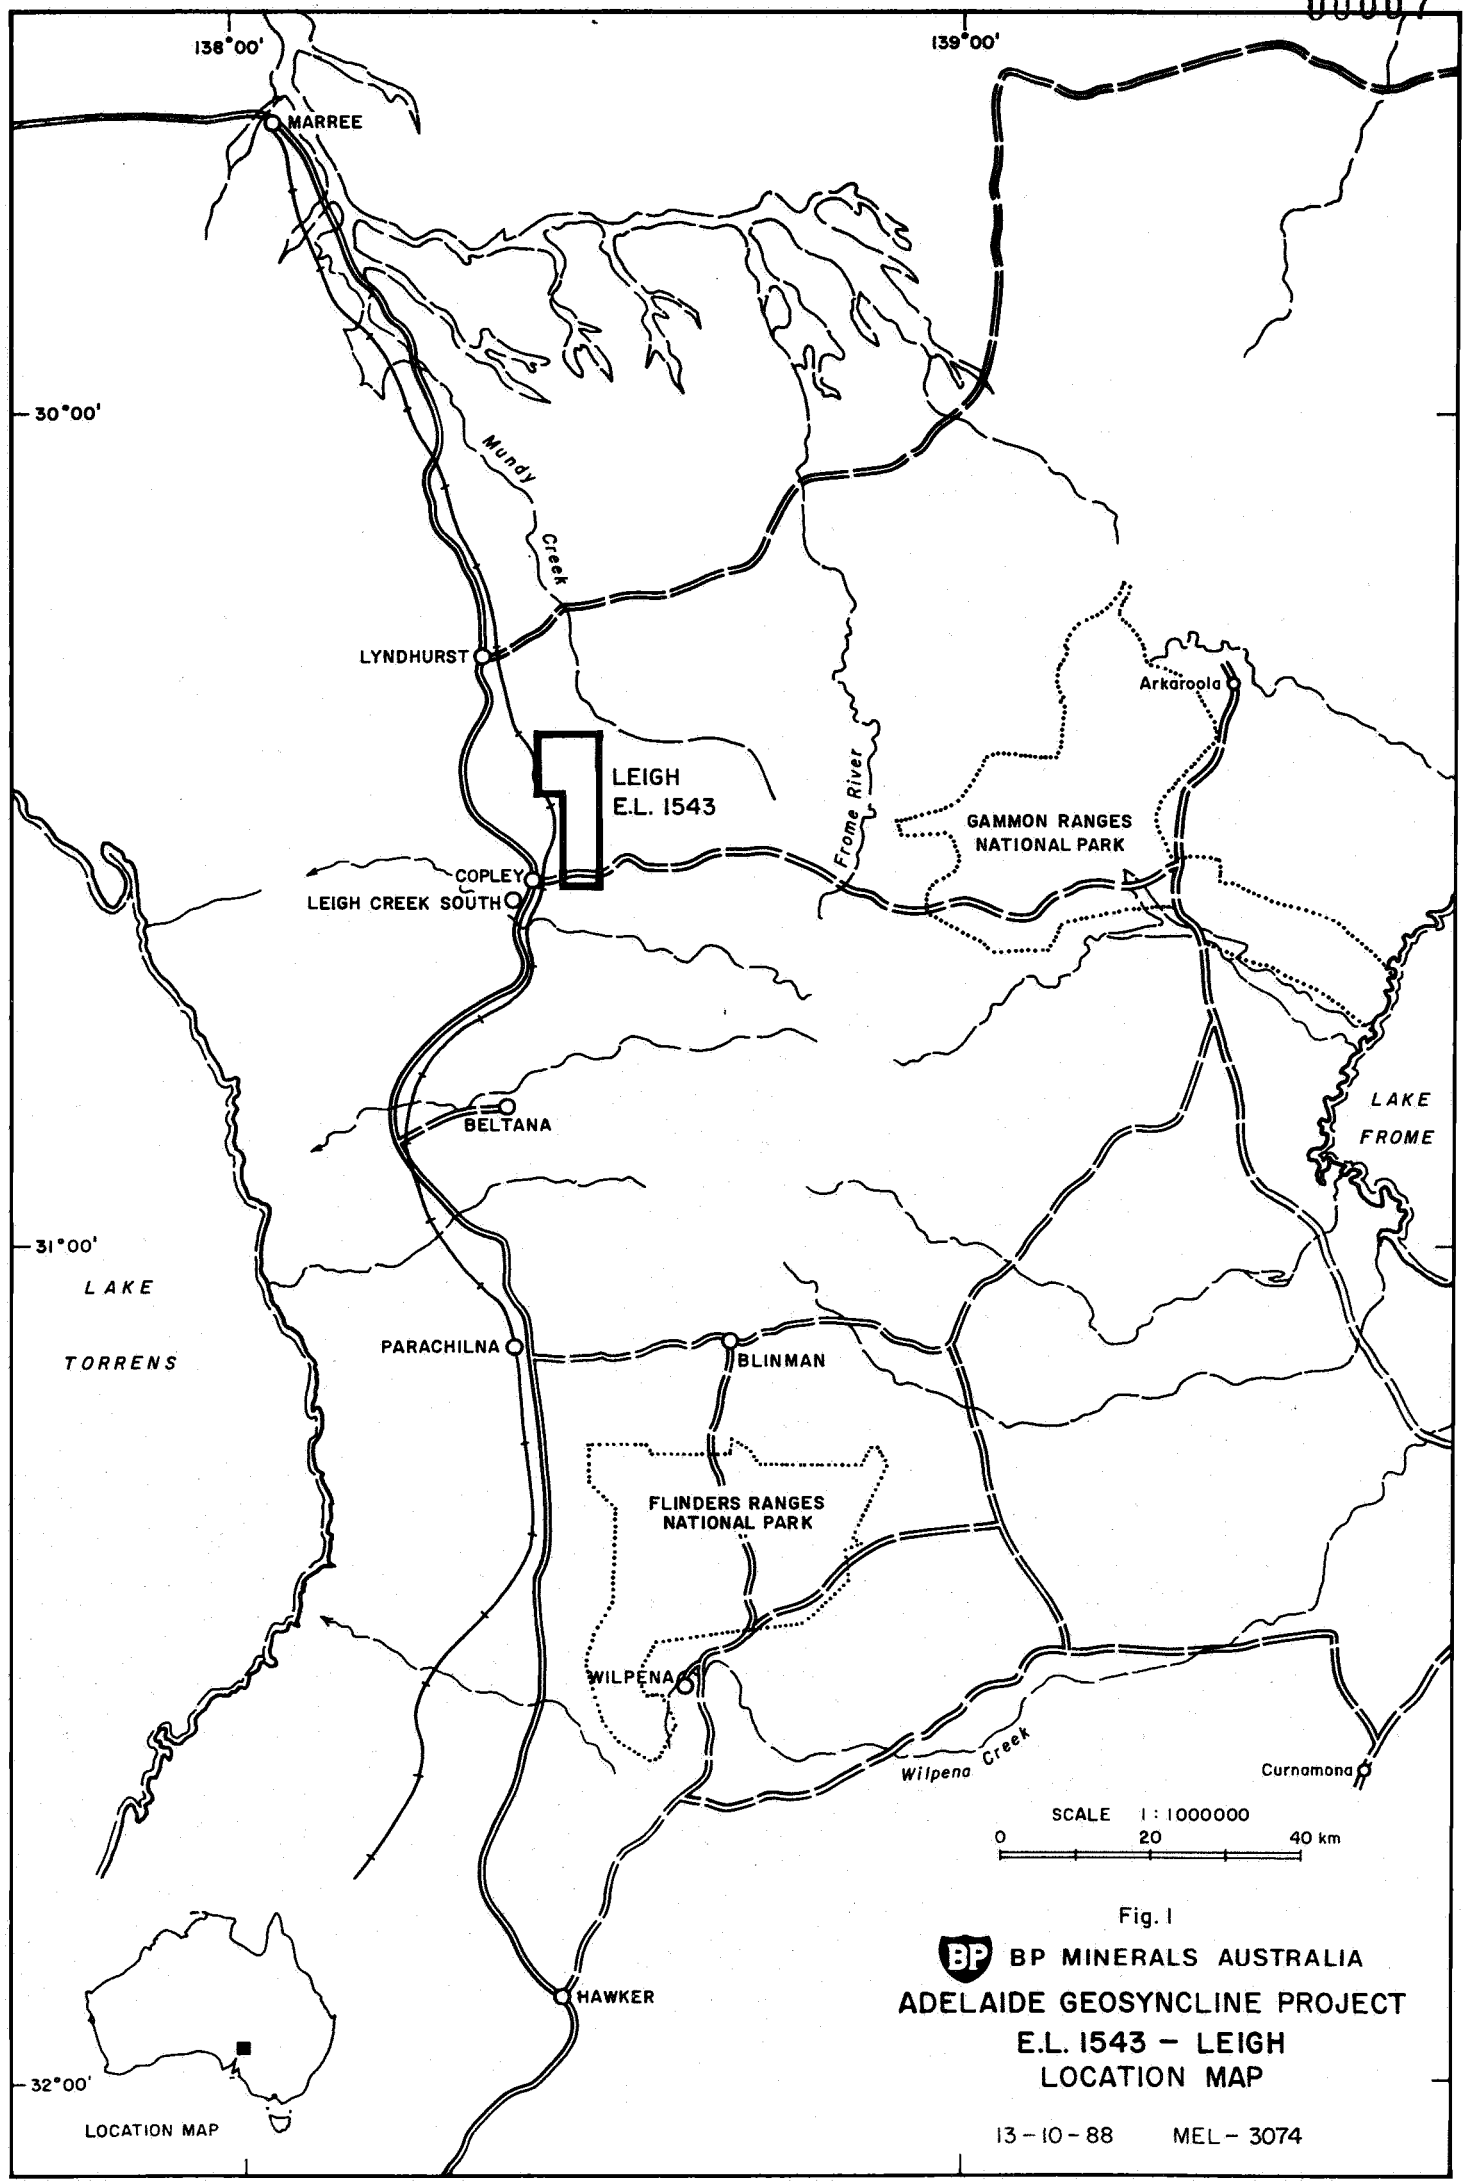 138°00'
139°00'
MARREE
30°00'
Mundy
Creek
LYNDHURST
Arkaroola
LEIGH
E.L. 1543
Frome River
GAMMON RANGES
NATIONAL PARK
COPLEY
LEIGH CREEK SOUTH
LAKE
FROME
BELTANA
31°00'
LAKE
TORRENS
PARACHILNA
BLINMAN
FLINDERS RANGES
NATIONAL PARK
WILPENA
Wilpena Creek
Curnamona
SCALE 1 : 1000000
0 20 40 km
Fig. 1
BP BP MINERALS AUSTRALIA
HAWKER
ADELAIDE GEOSYNCLINE PROJECT
E.L. 1543 – LEIGH
LOCATION MAP
32°00'
LOCATION MAP
13-10-88 MEL-3074